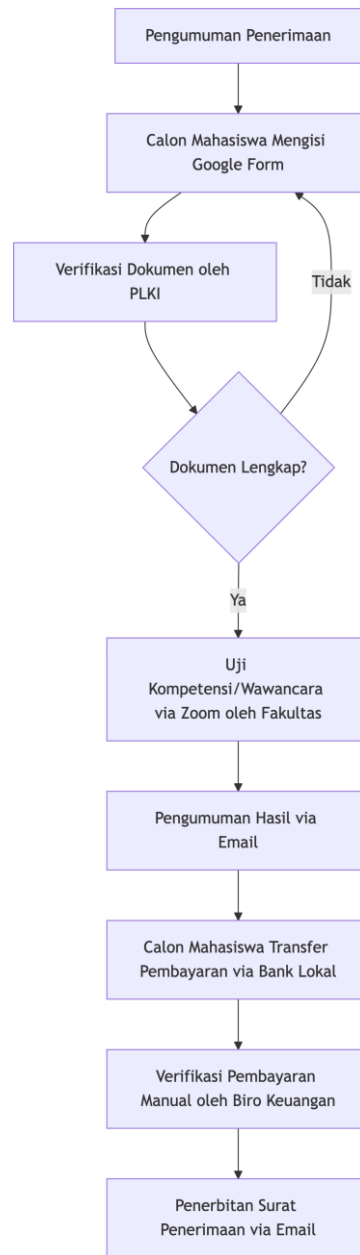 Pengumuman Penerimaan
Calon Mahasiswa Mengisi
Google Form
Verifikasi Dokumen oleh
PLKI
Tidak
Dokumen Lengkap?
Ya
Uji
Kompetensi/Wawancara
via Zoom oleh Fakultas
Pengumuman Hasil via
Email
Calon Mahasiswa Transfer
Pembayaran via Bank Lokal
Verifikasi Pembayaran
Manual oleh Biro Keuangan
Penerbitan Surat
Penerimaan via Email